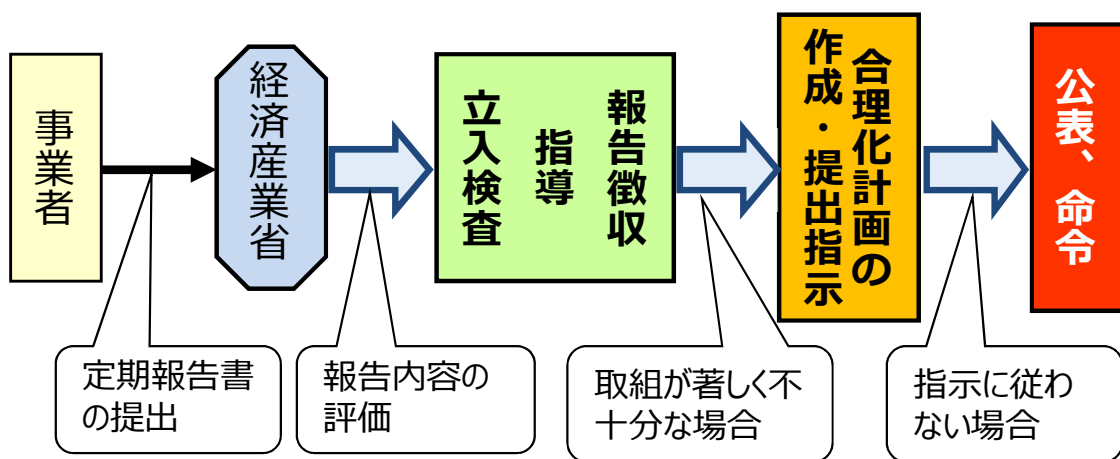 事業者
経済産業省
報告徴収
指導
立入検査
合理化計画の
作成・提出指示
公表、命令
定期報告書
の提出
報告内容の
評価
取組が著しく不
十分な場合
指示に従わ
ない場合